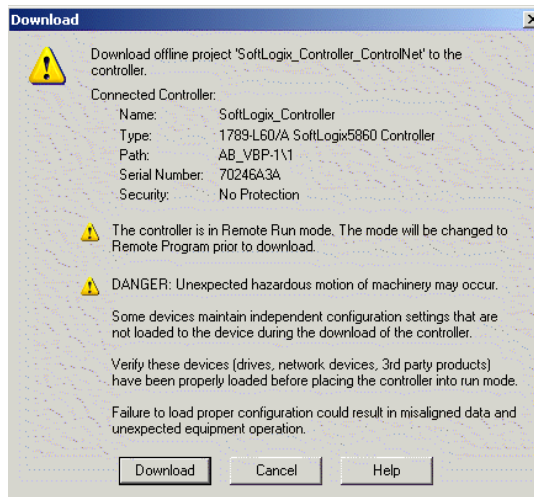 Download
Download offline project 'SoftLogix_Controller_ControlNet' to the
controller.
Connected Controller:
Name: SoftLogix_Controller
Type: 1789-L60/A SoftLogix5860 Controller
Path: AB_VBP-1\1
Serial Number: 70246A3A
Security: No Protection
The controller is in Remote Run mode. The mode will be changed to
Remote Program prior to download.
DANGER: Unexpected hazardous motion of machinery may occur.
Some devices maintain independent configuration settings that are
not loaded to the device during the download of the controller.
Verify these devices (drives, network devices, 3rd party products)
have been properly loaded before placing the controller into run mode.
Failure to load proper configuration could result in misaligned data and
unexpected equipment operation.
Download Cancel Help